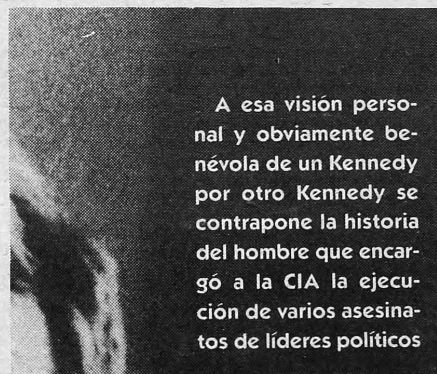 A esa visión perso-
nal y obviamente be-
névola de un Kennedy
por otro Kennedy se
contrapone la historia
del hombre que encar-
gó a la CIA la ejecu-
ción de varios asesina-
tos de líderes políticos